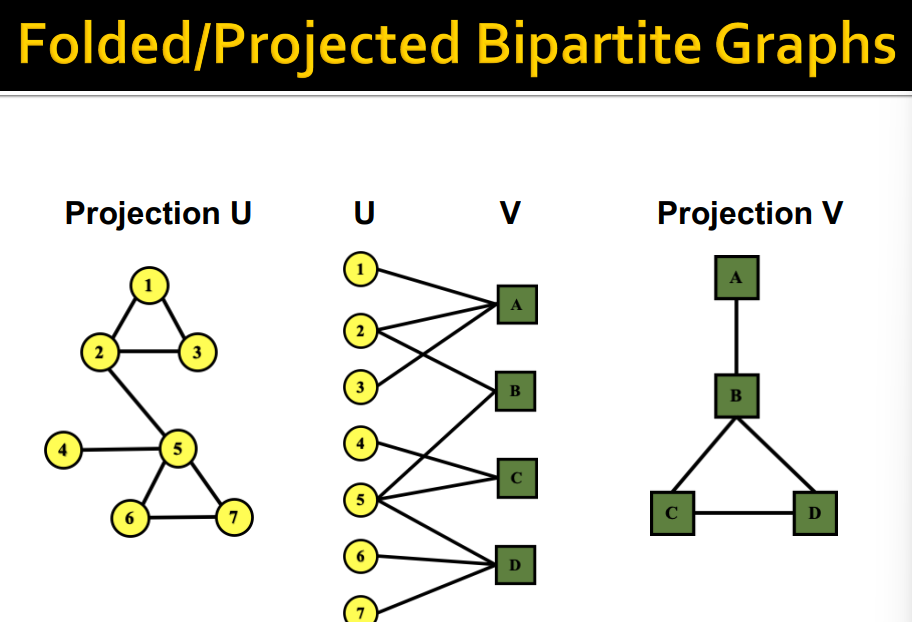 Folded/Projected Bipartite Graphs
Projection U
U
V
Projection V
1
2
3
4
5
6
7
1
2
3
4
5
6
7
A
B
C
D
A
B
C
D